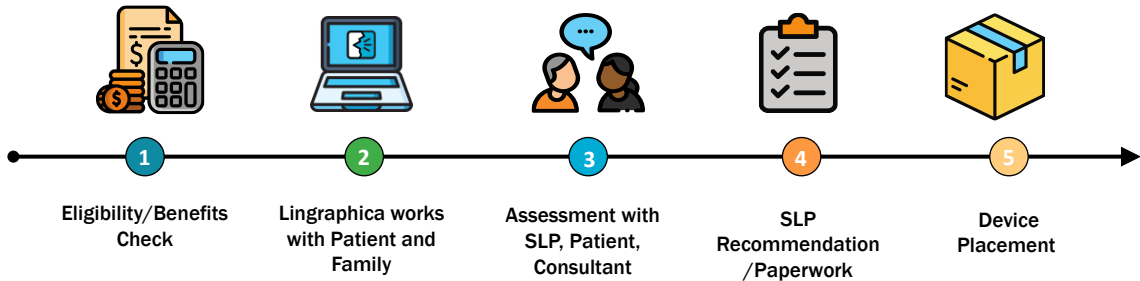 $
$
1
2
3
4
5
Eligibility/Benefits
Check
Lingraphica works
with Patient and
Family
Assessment with
SLP, Patient,
Consultant
SLP
Recommendation
/Paperwork
Device
Placement